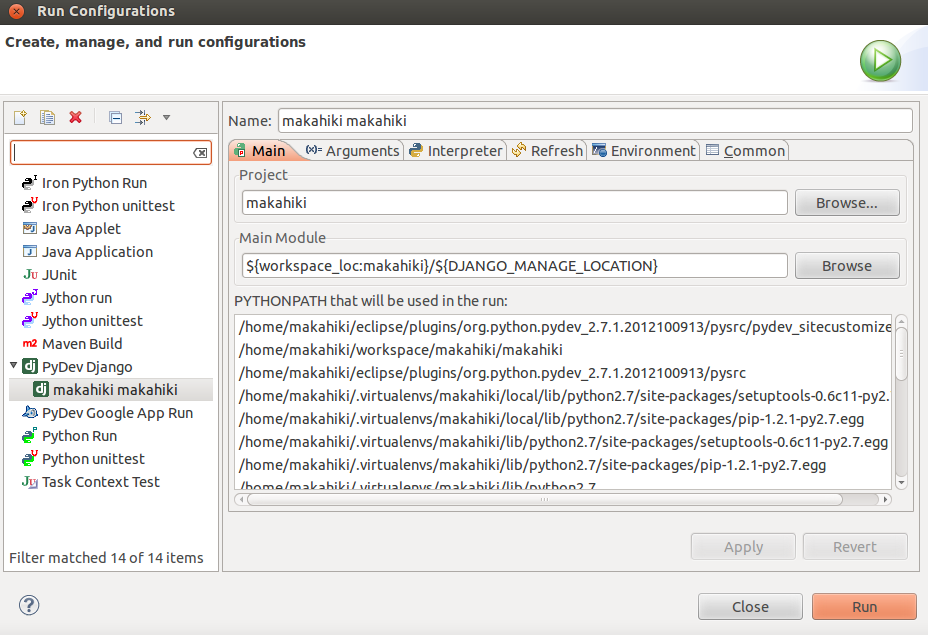 Run Configurations
Create, manage, and run configurations
Name: makahiki makahiki
Main (x)= Arguments Interpreter Refresh Environment Common
Iron Python Run
Iron Python unittest
Java Applet
Java Application
JUnit
Jython run
Jython unittest
Maven Build
PyDev Django
makahiki makahiki
PyDev Google App Run
Python Run
Python unittest
Task Context Test
Filter matched 14 of 14 items
Project
makahiki
Browse...
Main Module
${workspace_loc:makahiki}/${DJANGO_MANAGE_LOCATION}
Browse
PYTHONPATH that will be used in the run:
/home/makahiki/eclipse/plugins/org.python.pydev_2.7.1.2012100913/pysrc/pydev_sitecustomize
/home/makahiki/workspace/makahiki/makahiki
/home/makahiki/eclipse/plugins/org.python.pydev_2.7.1.2012100913/pysrc
/home/makahiki/.virtualenvs/makahiki/local/lib/python2.7/site-packages/setuptools-0.6c11-py2.
/home/makahiki/.virtualenvs/makahiki/local/lib/python2.7/site-packages/pip-1.2.1-py2.7.egg
/home/makahiki/.virtualenvs/makahiki/lib/python2.7/site-packages/setuptools-0.6c11-py2.7.egg
/home/makahiki/.virtualenvs/makahiki/lib/python2.7/site-packages/pip-1.2.1-py2.7.egg
/home/makahiki/.virtualenvs/makahiki/lib/python2.7
Apply Revert
Close Run